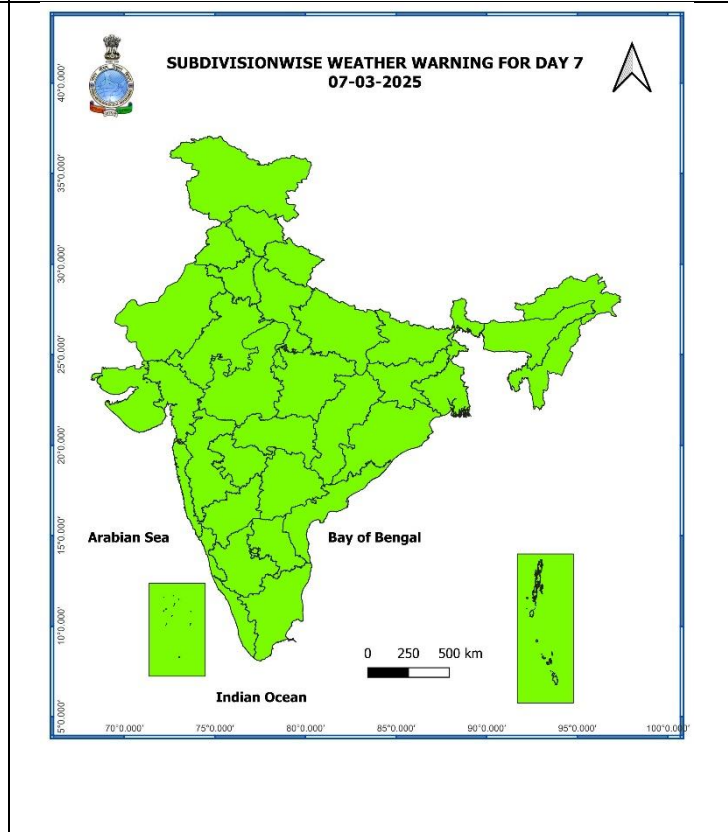 SUBDIVISIONWISE WEATHER WARNING FOR DAY 7
07-03-2025
40°0.000'
35°0.000'
30°0.000'
25°0.000'
20°0.000'
15°0.000'
10°0.000'
5°0.000'
Arabian Sea
Bay of Bengal
0 250 500 km
Indian Ocean
70°0.000' 75°0.000' 80°0.000' 85°0.000' 90°0.000' 95°0.000' 100°0.000'